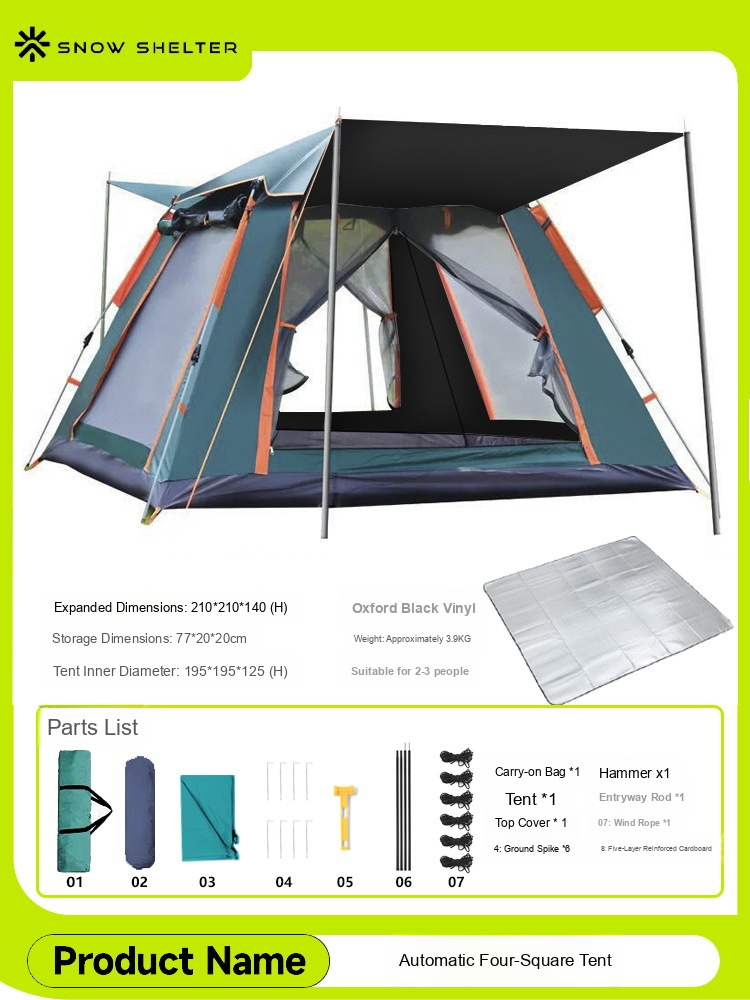 SNOW SHELTER
Expanded Dimensions: 210*210*140 (H)
Storage Dimensions: 77*20*20cm
Tent Inner Diameter: 195*195*125 (H)
Oxford Black Vinyl
Weight: Approximately 3.9KG
Suitable for 2-3 people
Parts List
01
02
03
04
05
06
07
Carry-on Bag *1
Tent *1
Top Cover * 1
4: Ground Spike *6
Hammer x1
Entryway Rod *1
07: Wind Rope *1
8: Five-Layer Reinforced Cardboard
Product Name
Automatic Four-Square Tent